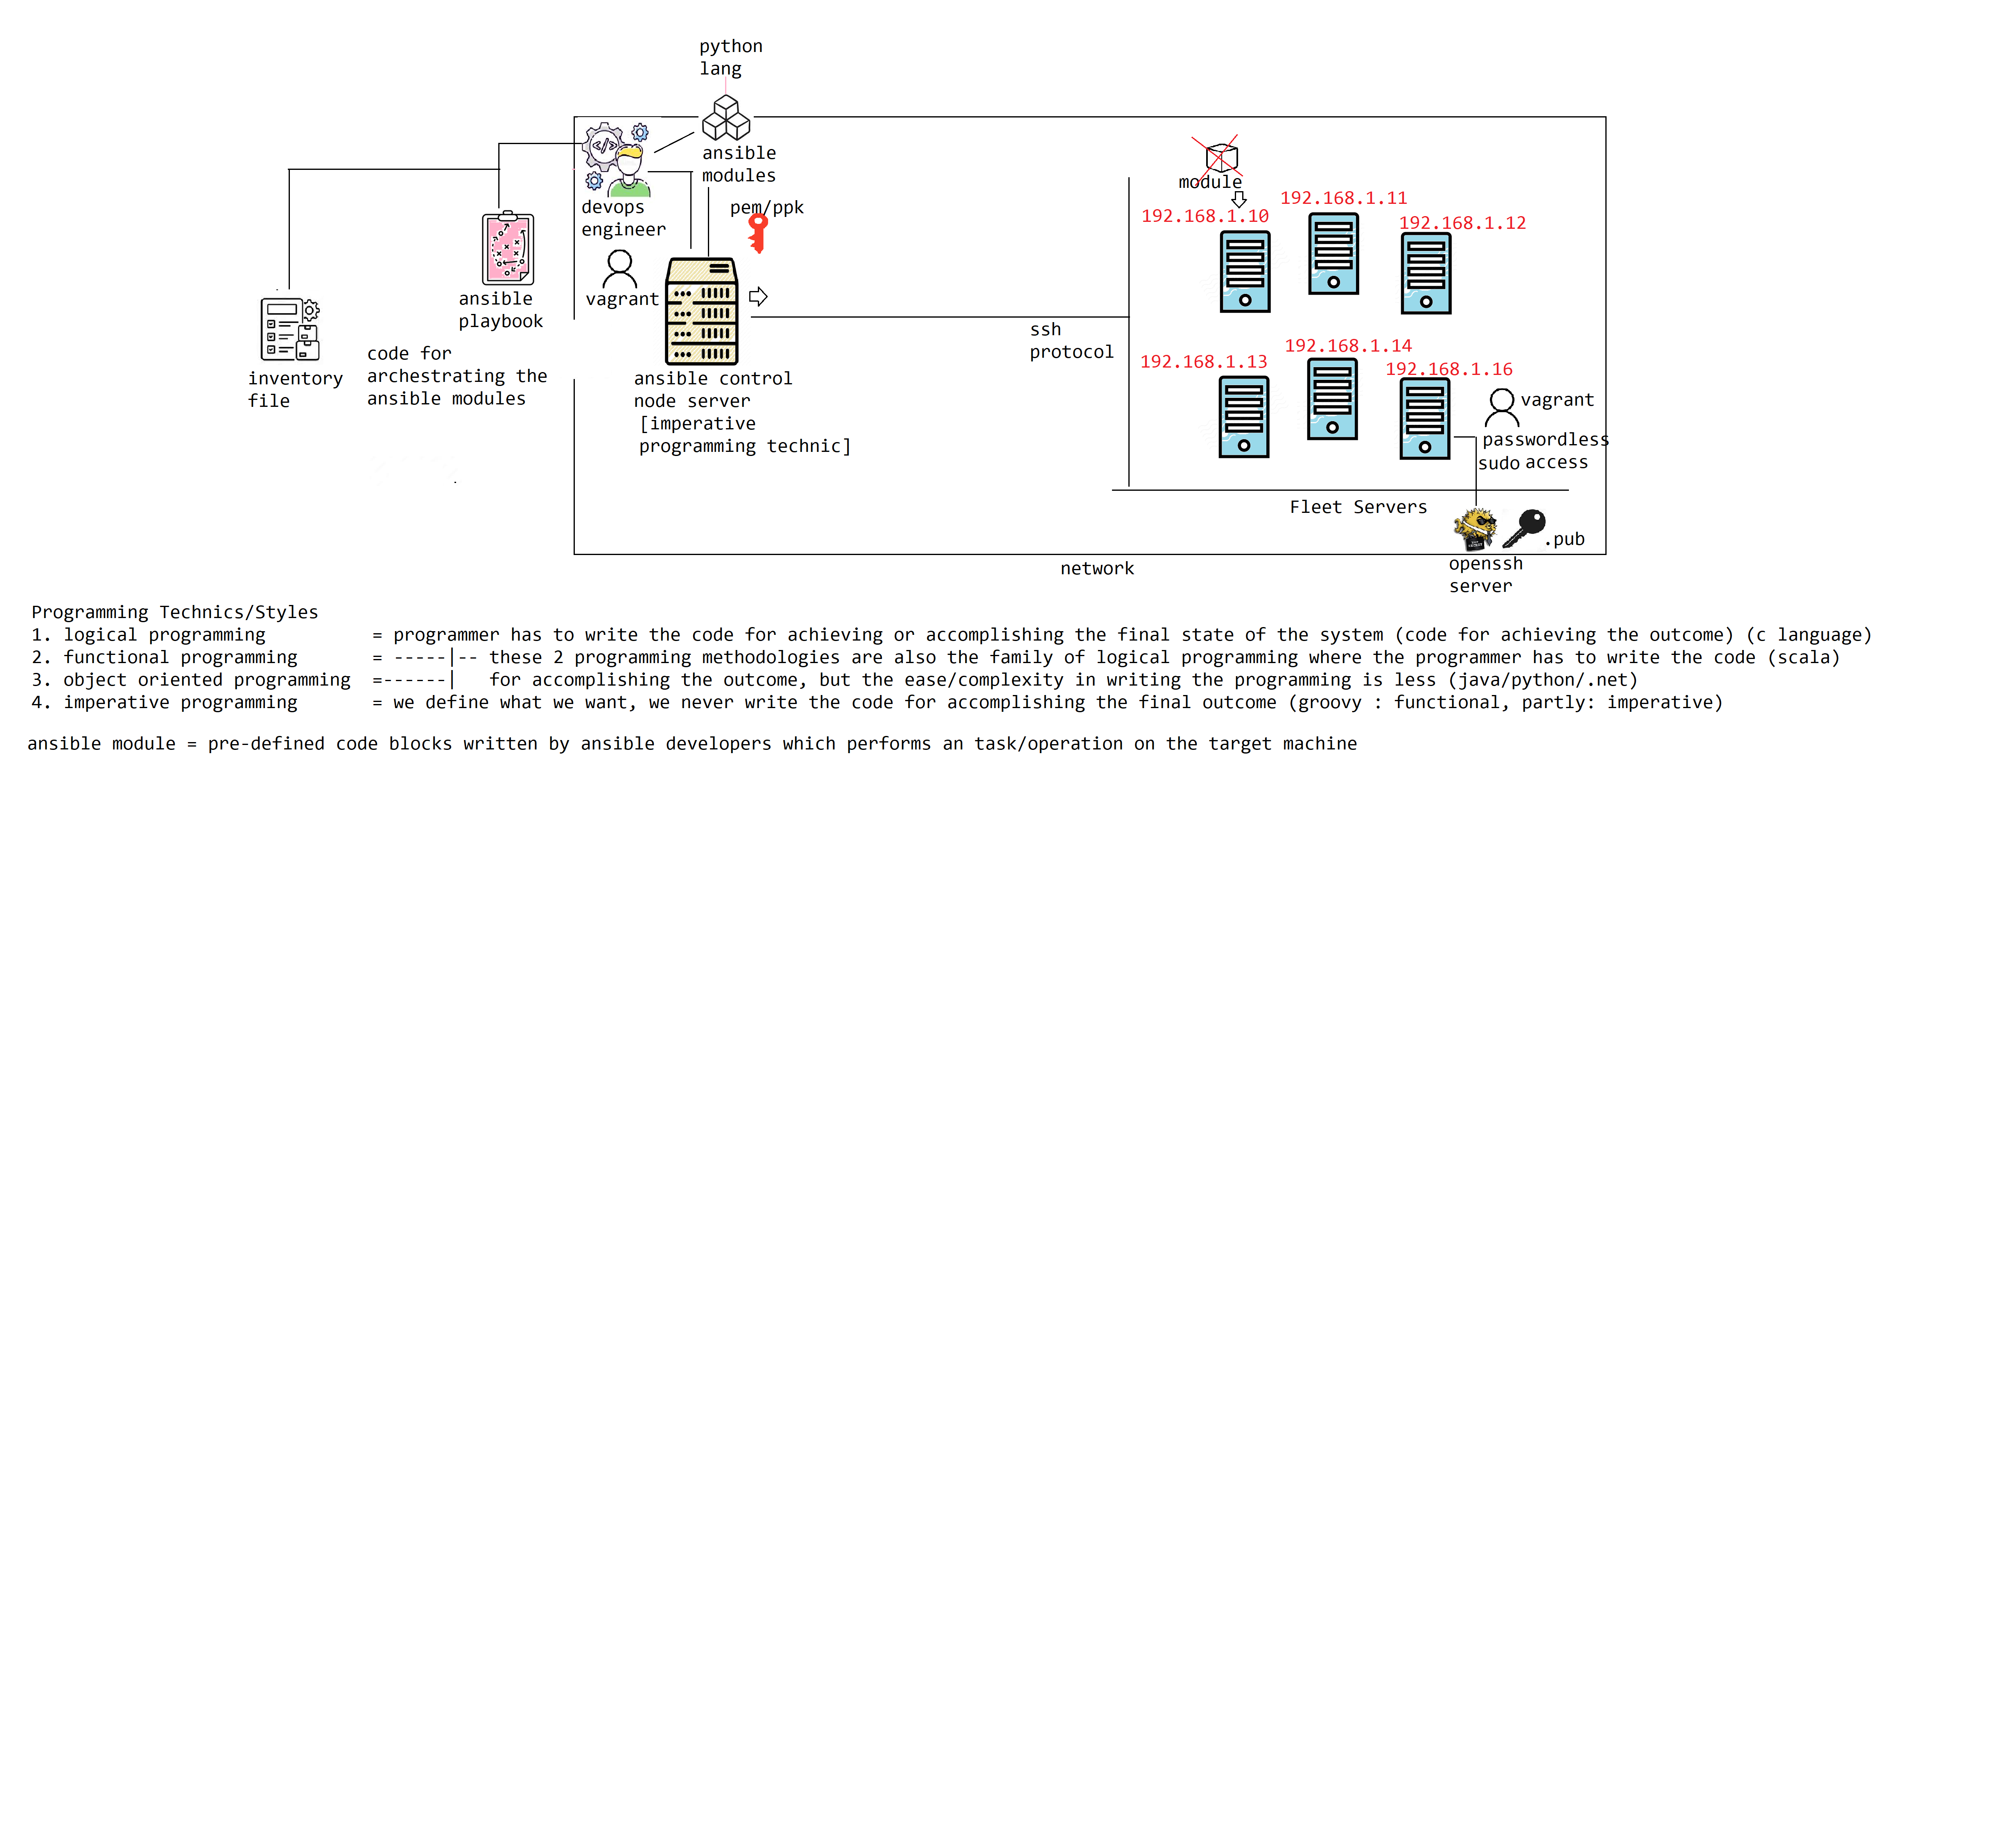 python
lang
ansible
modules
devops
engineer
pem/ppk
vagrant
ansible
playbook
inventory
file
code for
archestrating the
ansible modules
ansible control
node server
[imperative
programming technic]
ssh
protocol
module
192.168.1.10
192.168.1.11
192.168.1.12
192.168.1.13
192.168.1.14
192.168.1.16
vagrant
passwordless
sudo access
Fleet Servers
.pub
openssh
server
network
Programming Technics/Styles
1. logical programming = programmer has to write the code for achieving or accomplishing the final state of the system (code for achieving the outcome) (c language)
2. functional programming = -----|-- these 2 programming methodologies are also the family of logical programming where the programmer has to write the code (scala)
3. object oriented programming =------| for accomplishing the outcome, but the ease/complexity in writing the programming is less (java/python/.net)
4. imperative programming = we define what we want, we never write the code for accomplishing the final outcome (groovy : functional, partly: imperative)
ansible module = pre-defined code blocks written by ansible developers which performs an task/operation on the target machine